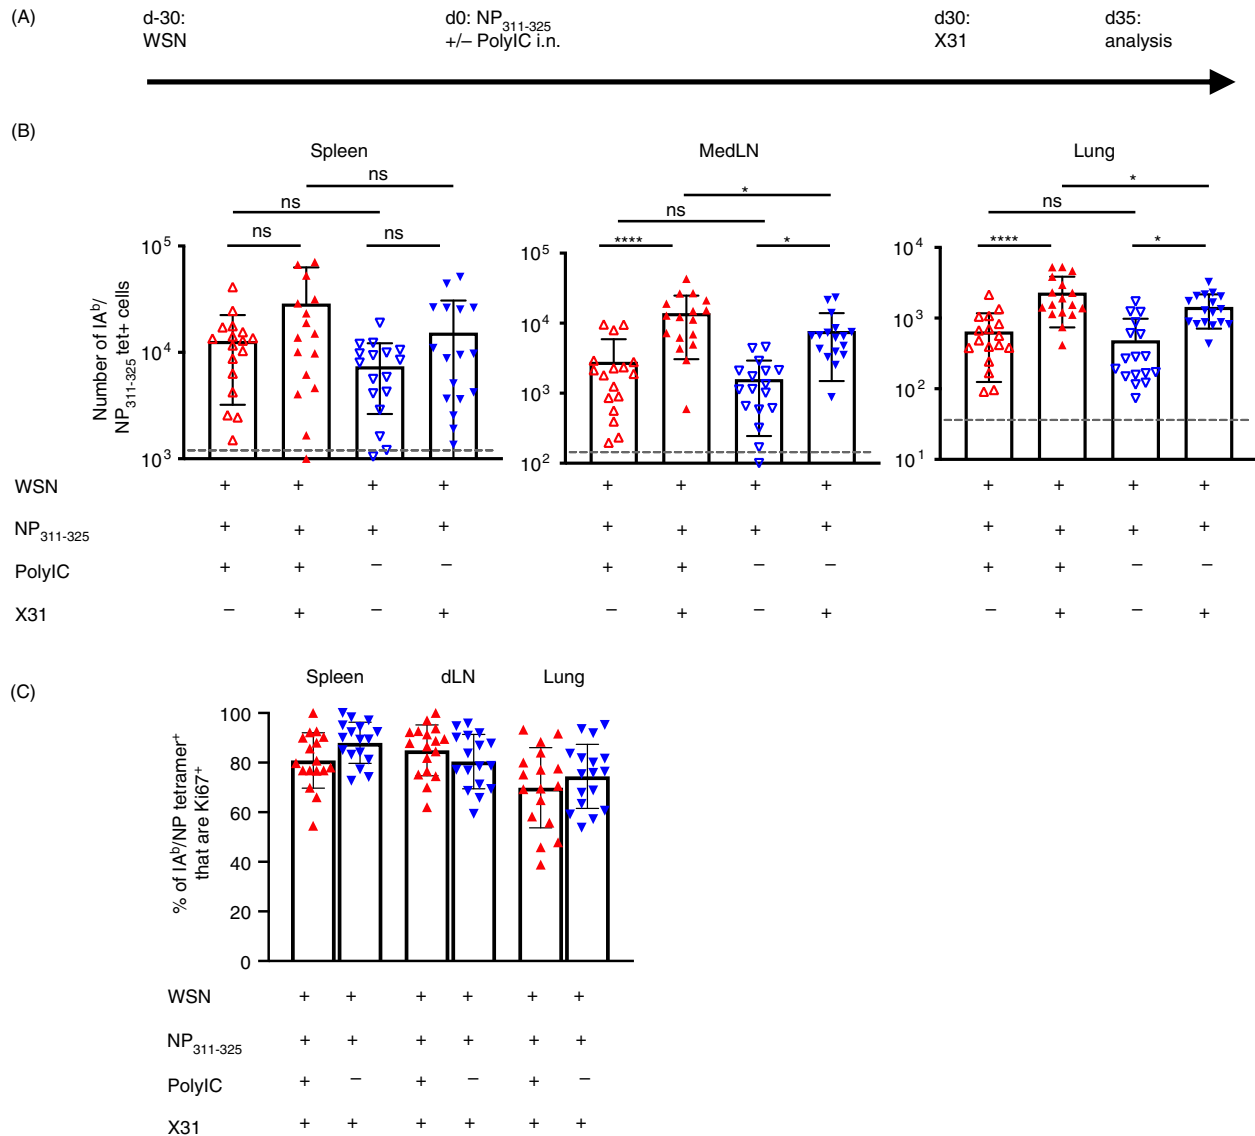 (A)
d-30: d0: NP311-325 d30: d35:
WSN +/– PolyIC i.n. X31 analysis
(B)
Spleen MedLN Lung
ns * *
ns ns ns
ns ns **** * **** *
Number of IAb/
NP311-325 tet+ cells
10^5 10^4 10^3
10^5 10^4 10^3 10^2
10^4 10^3 10^2 10^1
WSN + + + + + + + + + + + +
NP311-325 + + + + + + + + + + + +
PolyIC + + – – + + – – + + – –
X31 – + – + – + – + – + – +
(C)
Spleen dLN Lung
% of IAb/NP tetramer+
that are Ki67+
100
80
60
40
20
0
WSN + + + + + +
NP311-325 + + + + + +
PolyIC + – + – + –
X31 + + + + + +